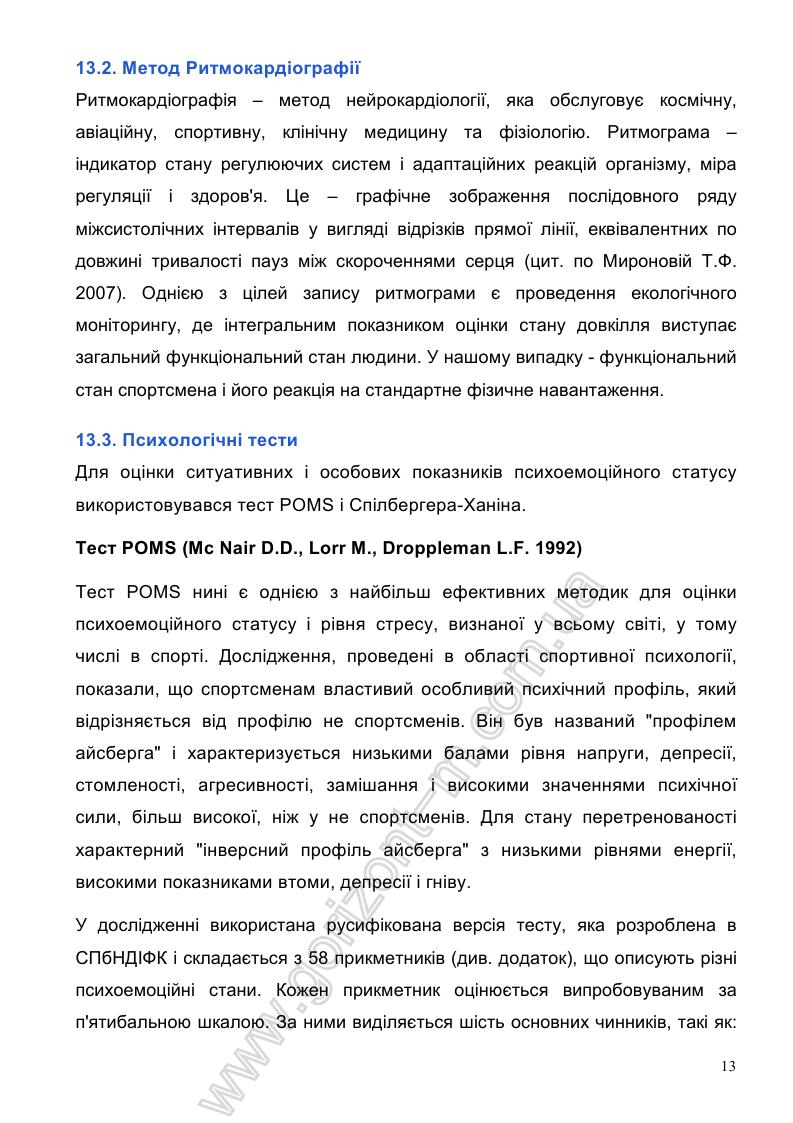 13.2. Метод Ритмокардіографії
Ритмокардіографія – метод нейрокардіології, яка обслуговує космічну,
авіаційну, спортивну, клінічну медицину та фізіологію. Ритмограма –
індикатор стану регулюючих систем і адаптаційних реакцій організму, міра
регуляції і здоров'я. Це – графічне зображення послідовного ряду
міжсистолічних інтервалів у вигляді відрізків прямої лінії, еквівалентних по
довжині тривалості пауз між скороченнями серця (цит. по Мироновій Т.Ф.
2007). Однією з цілей запису ритмограми є проведення екологічного
моніторингу, де інтегральним показником оцінки стану довкілля виступає
загальний функціональний стан людини. У нашому випадку - функціональний
стан спортсмена і його реакція на стандартне фізичне навантаження.
13.3. Психологічні тести
Для оцінки ситуативних і особових показників психоемоційного статусу
використовувався тест POMS і Спілбергера-Ханіна.
Тест POMS (Mc Nair D.D., Lorr M., Droppleman L.F. 1992)
Тест POMS нині є однією з найбільш ефективних методик для оцінки
психоемоційного статусу і рівня стресу, визнаної у всьому світі, у тому
числі в спорті. Дослідження, проведені в області спортивної психології,
показали, що спортсменам властивий особливий психічний профіль, який
відрізняється від профілю не спортсменів. Він був названий "профілем
айсберга" і характеризується низькими балами рівня напруги, депресії,
стомленості, агресивності, замішання і високими значеннями психічної
сили, більш високої, ніж у не спортсменів. Для стану перетренованості
характерний "інверсний профіль айсберга" з низькими рівнями енергії,
високими показниками втоми, депресії і гніву.
У дослідженні використана русифікована версія тесту, яка розроблена в
СПбНДІФК і складається з 58 прикметників (див. додаток), що описують різні
психоемоційні стани. Кожен прикметник оцінюється випробовуваним за
п'ятибальною шкалою. За ними виділяється шість основних чинників, такі як:
13
www.gorizont–m.com.ua